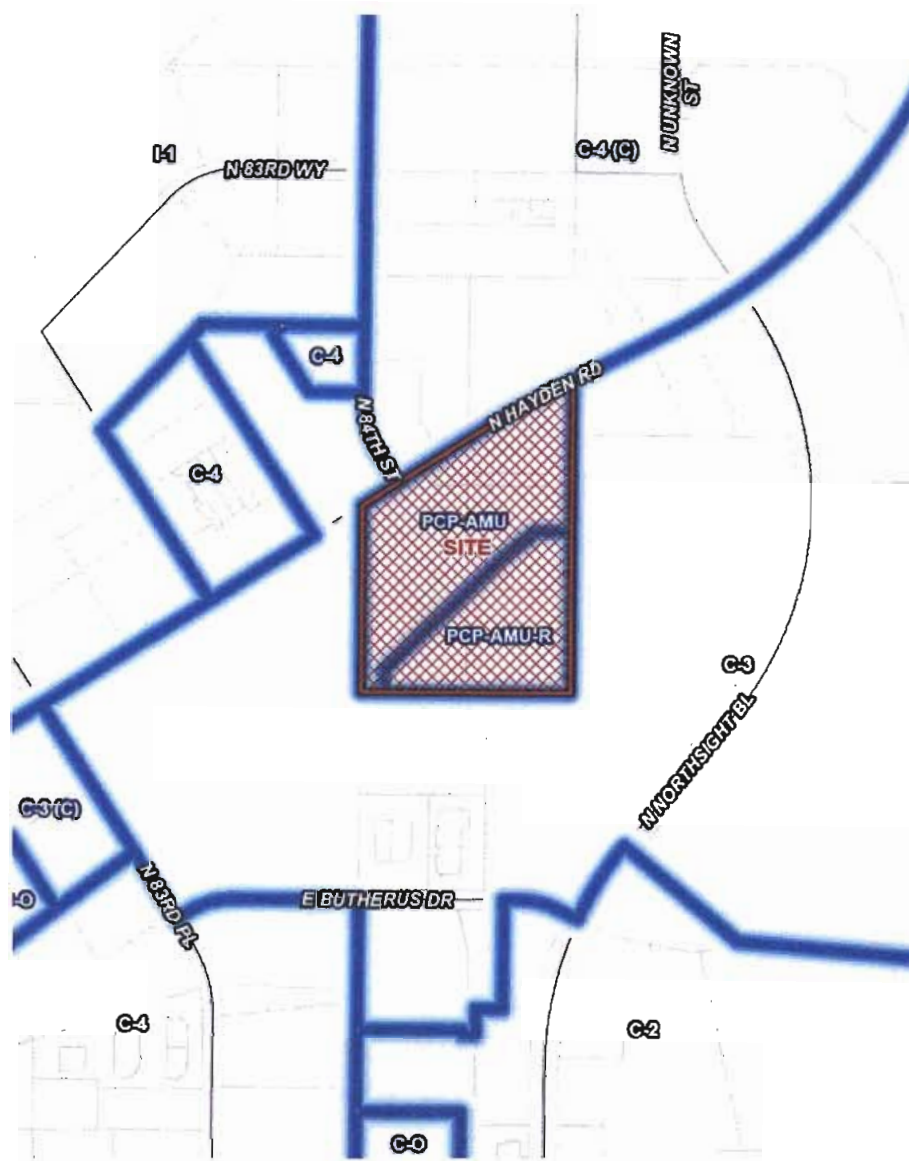 N UNKNOWN
ST
I-1
C-4 (C)
N 83RD WY
C-4
N HAYDEN RD
N 84TH ST
C-4
PCP-AMU
SITE
PCP-AMU-R
C-3
N NORTHSIGHT BL
C-3 (C)
N 83RD PL
E BUTHERUS DR
C-4
C-2
C-O